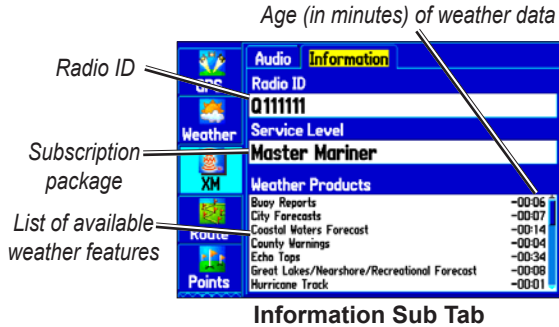 Age (in minutes) of weather data
Radio ID
Subscription package
List of available weather features
GPS
Weather
XM
Route
Points
Audio
Information
Radio ID
Q111111
Service Level
Master Mariner
Weather Products
Buoy Reports -00:06
City Forecasts -00:07
Coastal Waters Forecast -00:14
County Warnings -00:04
Echo Tops -00:34
Great Lakes/Nearshore/Recreational Forecast -00:08
Hurricane Track -00:01
Information Sub Tab